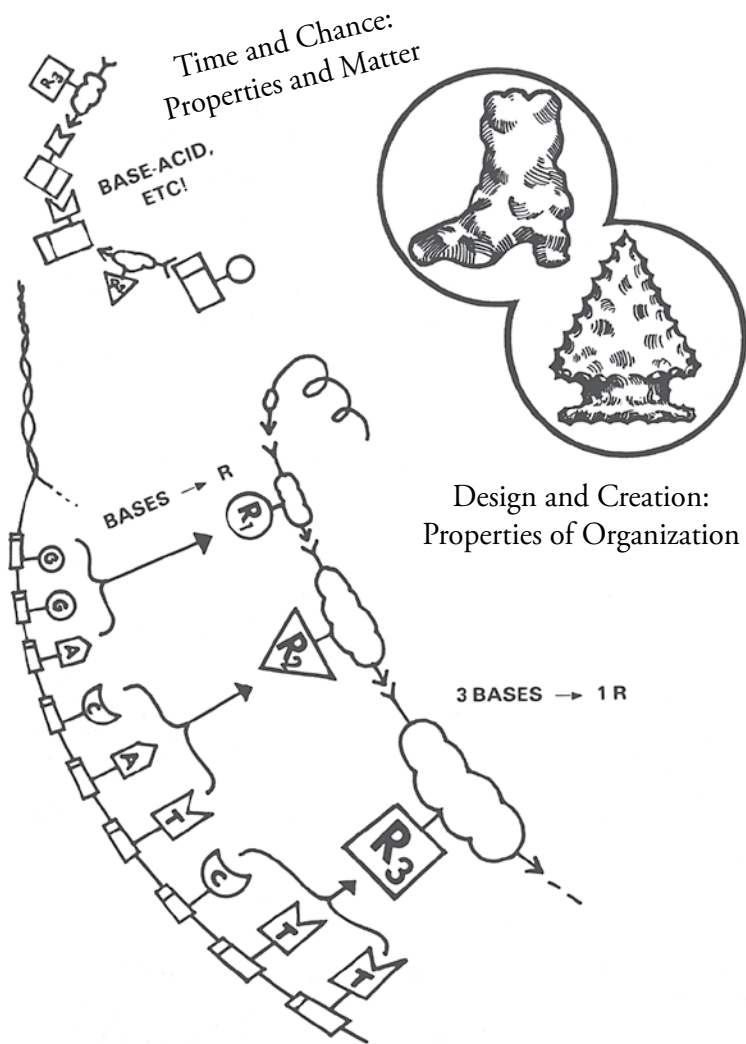 Time and Chance:
Properties and Matter
R3
BASE-ACID,
ETC!
R2
Design and Creation:
Properties of Organization
BASES → R
R1
G
G
A
R2
C
A
T
3 BASES → 1 R
R3
C
T
T